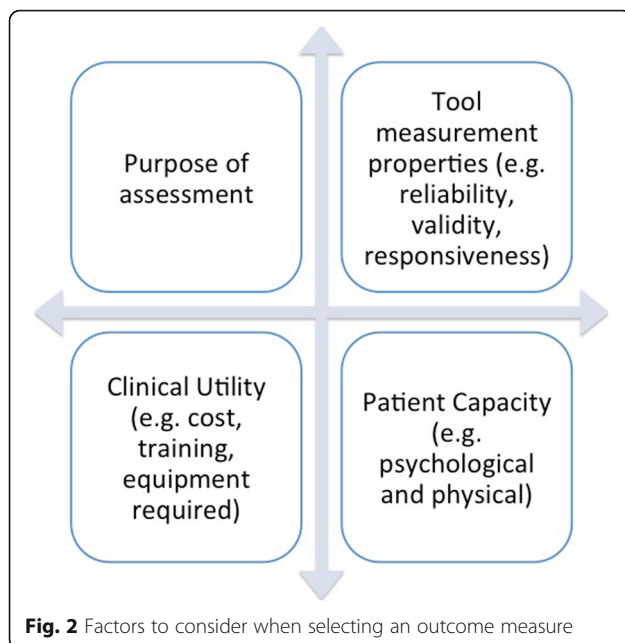 Purpose of
assessment
Tool
measurement
properties (e.g.
reliability,
validity,
responsiveness)
Clinical Utility
(e.g. cost,
training,
equipment
required)
Patient Capacity
(e.g.
psychological
and physical)
Fig. 2 Factors to consider when selecting an outcome measure